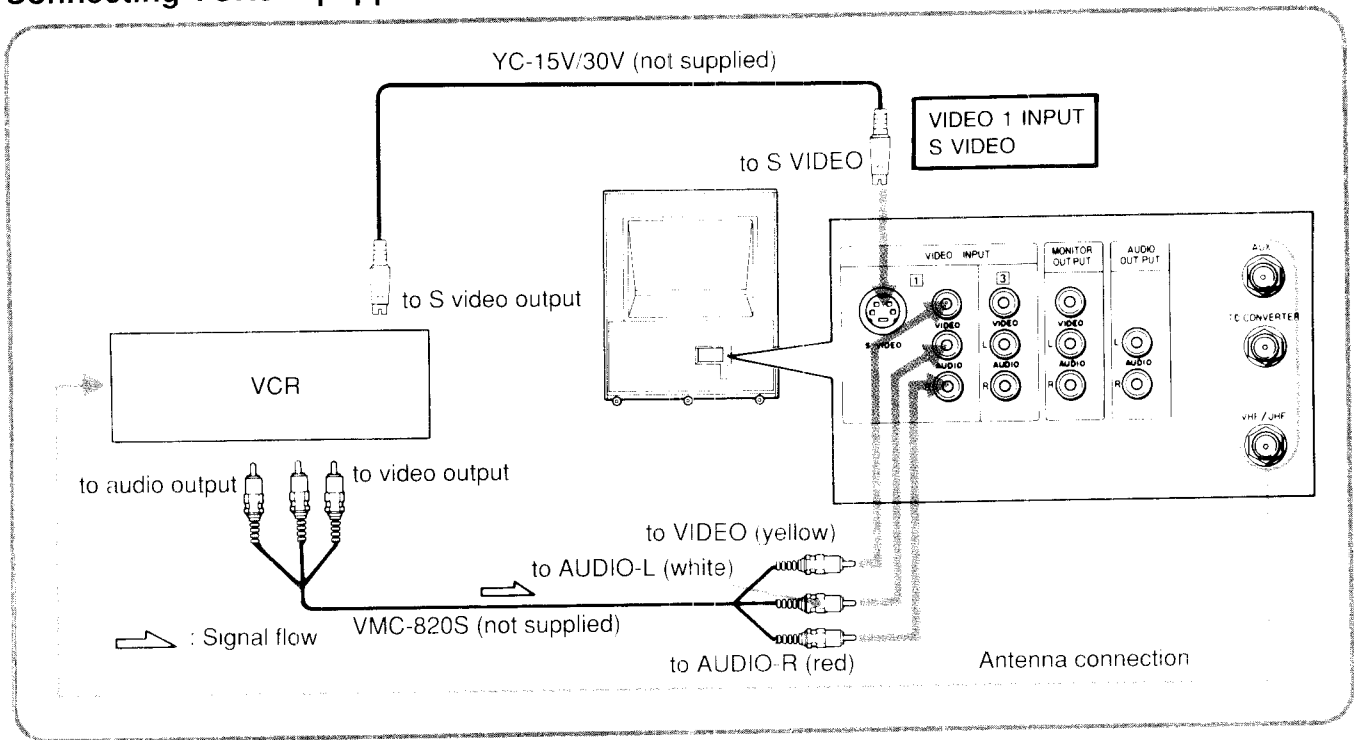 YC-15V/30V (not supplied)
VIDEO 1 INPUT
S VIDEO
to S VIDEO
VIDEO INPUT
MONITOR
OUTPUT
AUDIO
OUTPUT
AUX
1
3
to S video output
VIDEO
VIDEO
VIDEO
CONVERTER
S VIDEO
L
L
L
AUDIO
AUDIO
AUDIO
AUDIO
VCR
R
R
R
VHF / UHF
to audio output
to video output
to VIDEO (yellow)
to AUDIO-L (white)
VMC-820S (not supplied)
: Signal flow
to AUDIO-R (red)
Antenna connection